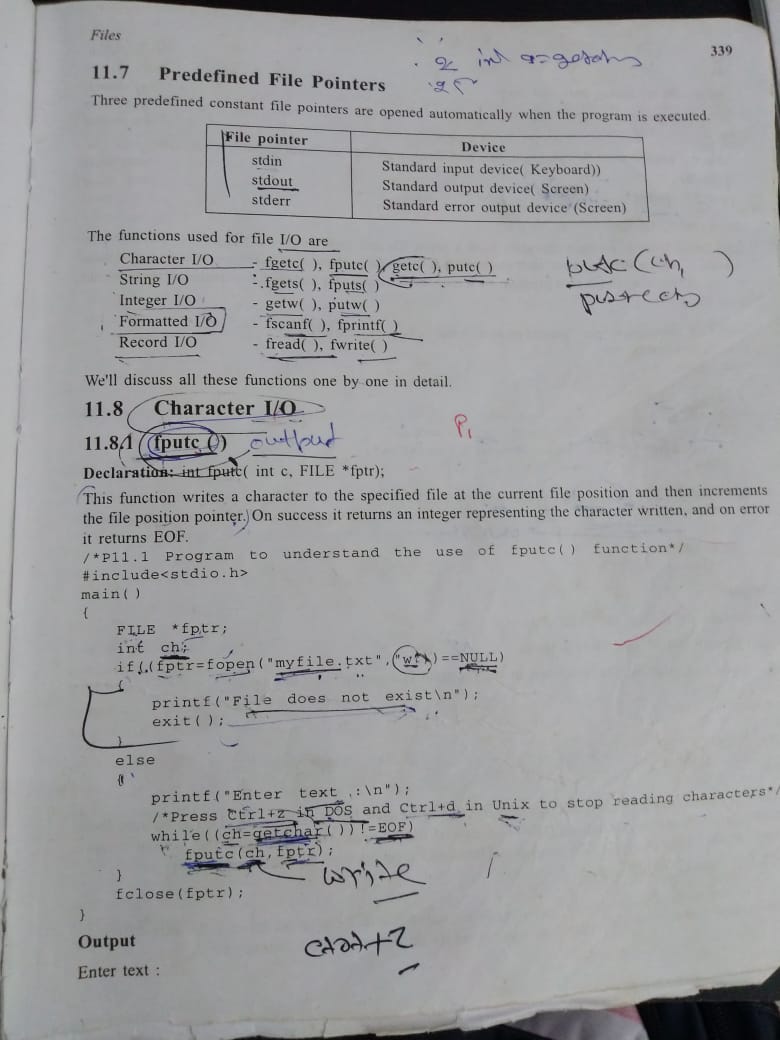 Files
339
11.7 Predefined File Pointers
Three predefined constant file pointers are opened automatically when the program is executed.
File pointer Device
stdin Standard input device( Keyboard))
stdout Standard output device( Screen)
stderr Standard error output device (Screen)
The functions used for file I/O are
Character I/O - fgetc( ), fputc( ), getc( ), putc( )
String I/O - fgets( ), fputs( )
Integer I/O - getw( ), putw( )
Formatted I/O - fscanf( ), fprintf( )
Record I/O - fread( ), fwrite( )
We'll discuss all these functions one by one in detail.
11.8 Character I/O
11.8.1 fputc () output
P1
Declaration: int fputc( int c, FILE *fptr);
This function writes a character to the specified file at the current file position and then increments
the file position pointer. On success it returns an integer representing the character written, and on error
it returns EOF.
/*P11.1 Program to understand the use of fputc() function*/
#include<stdio.h>
main()
{
FILE *fptr;
int ch;
if((fptr=fopen("myfile.txt","w"))==NULL)
{
printf("File does not exist\n");
exit();
}
else
{
printf("Enter text :\n");
/*Press Ctrl+z in DOS and Ctrl+d in Unix to stop reading characters*/
while((ch=getchar())!=EOF)
fputc(ch,fptr);
write
}
fclose(fptr);
}
Output
Enter text :